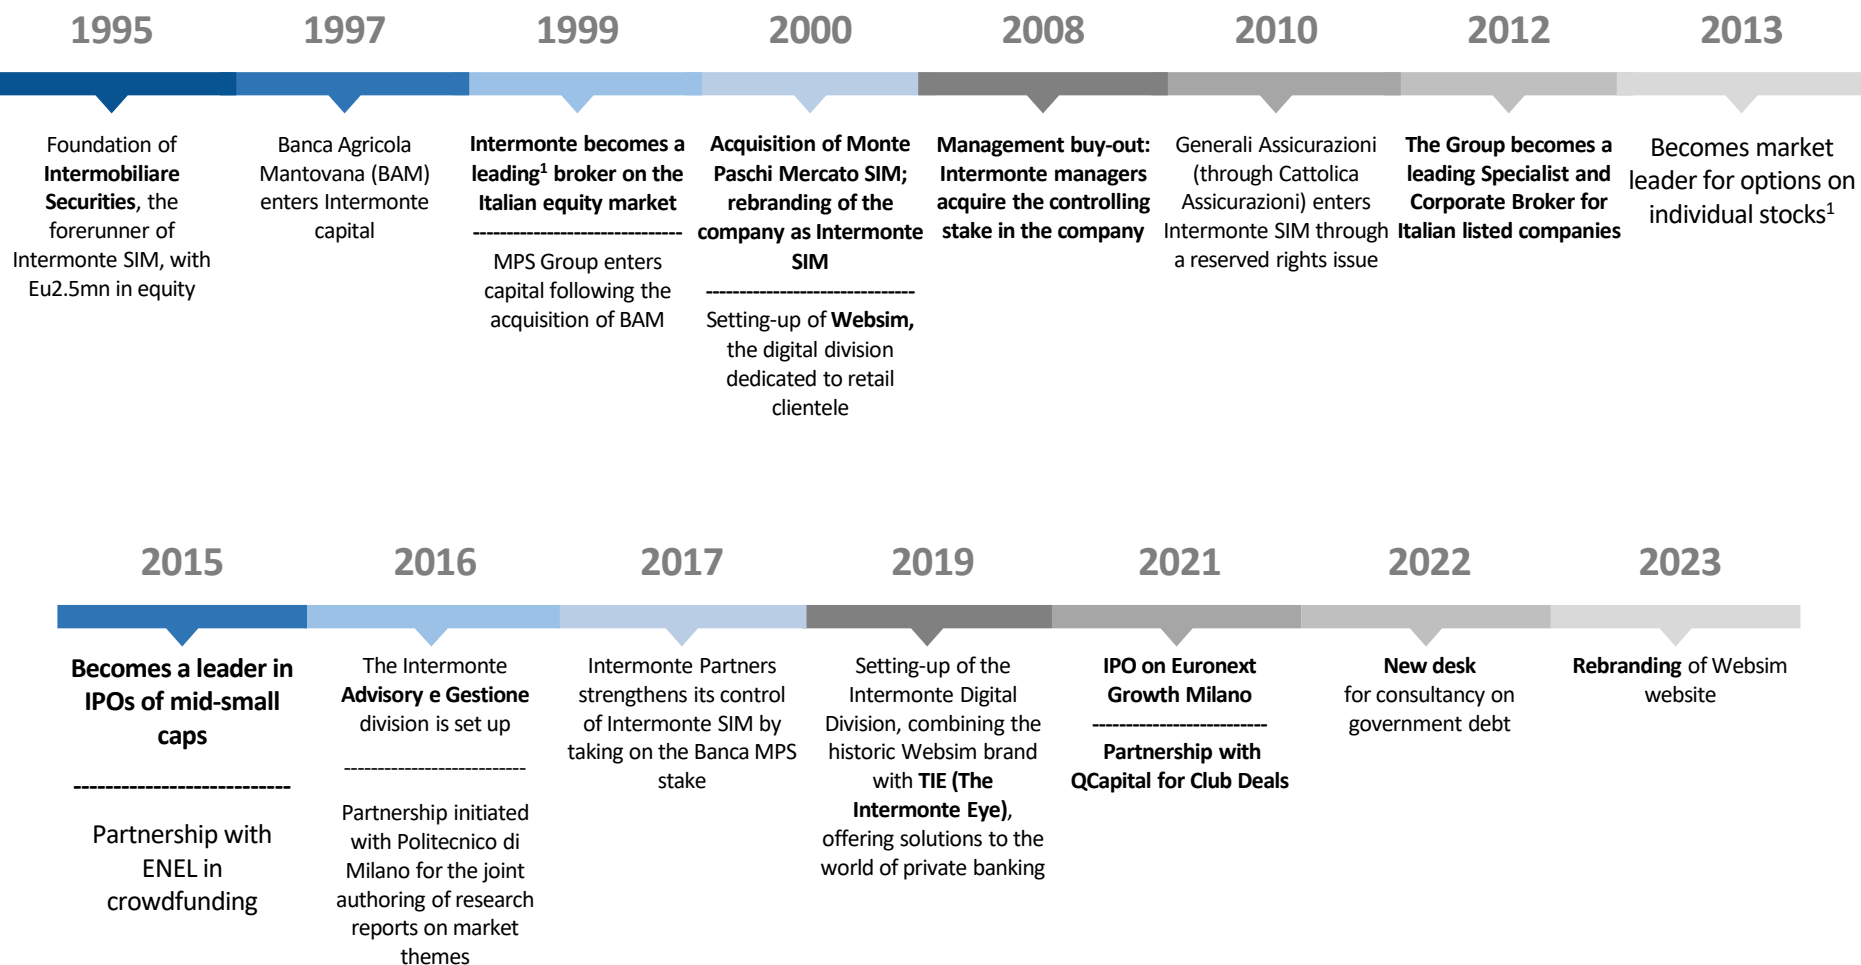 1995
1997
1999
2000
2008
2010
2012
2013
Foundation of
Intermobiliare
Securities, the
forerunner of
Intermonte SIM, with
Eu2.5mn in equity
Banca Agricola
Mantovana (BAM)
enters Intermonte
capital
Intermonte becomes a
leading¹ broker on the
Italian equity market
-------------------------------
MPS Group enters
capital following the
acquisition of BAM
Acquisition of Monte
Paschi Mercato SIM;
rebranding of the
company as Intermonte
SIM
-------------------------------
Setting-up of Websim,
the digital division
dedicated to retail
clientele
Management buy-out:
Intermonte managers
acquire the controlling
stake in the company
Generali Assicurazioni
(through Cattolica
Assicurazioni) enters
Intermonte SIM through
a reserved rights issue
The Group becomes a
leading Specialist and
Corporate Broker for
Italian listed companies
Becomes market
leader for options on
individual stocks¹
2015
2016
2017
2019
2021
2022
2023
Becomes a leader in
IPOs of mid-small
caps
---------------------------
Partnership with
ENEL in
crowdfunding
The Intermonte
Advisory e Gestione
division is set up
---------------------------
Partnership initiated
with Politecnico di
Milano for the joint
authoring of research
reports on market
themes
Intermonte Partners
strengthens its control
of Intermonte SIM by
taking on the Banca MPS
stake
Setting-up of the
Intermonte Digital
Division, combining the
historic Websim brand
with TIE (The
Intermonte Eye),
offering solutions to the
world of private banking
IPO on Euronext
Growth Milano
--------------------------
Partnership with
QCapital for Club Deals
New desk
for consultancy on
government debt
Rebranding of Websim
website